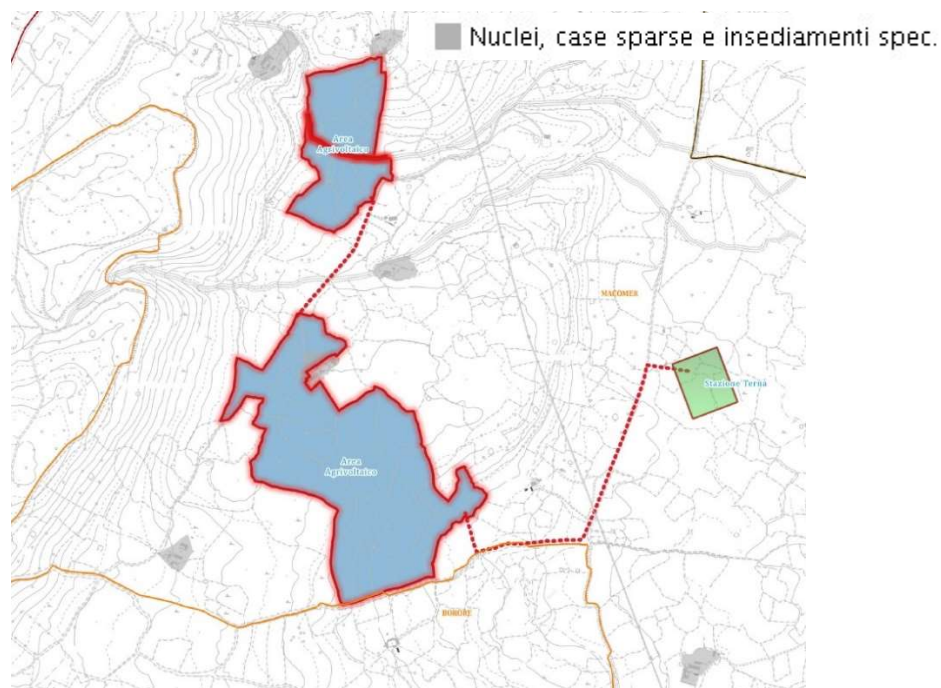 Nuclei, case sparse e insediamenti spec.
Area
Agrivoltaico
MACOMER
Stazione Terna
Area
Agrivoltaico
BORORE